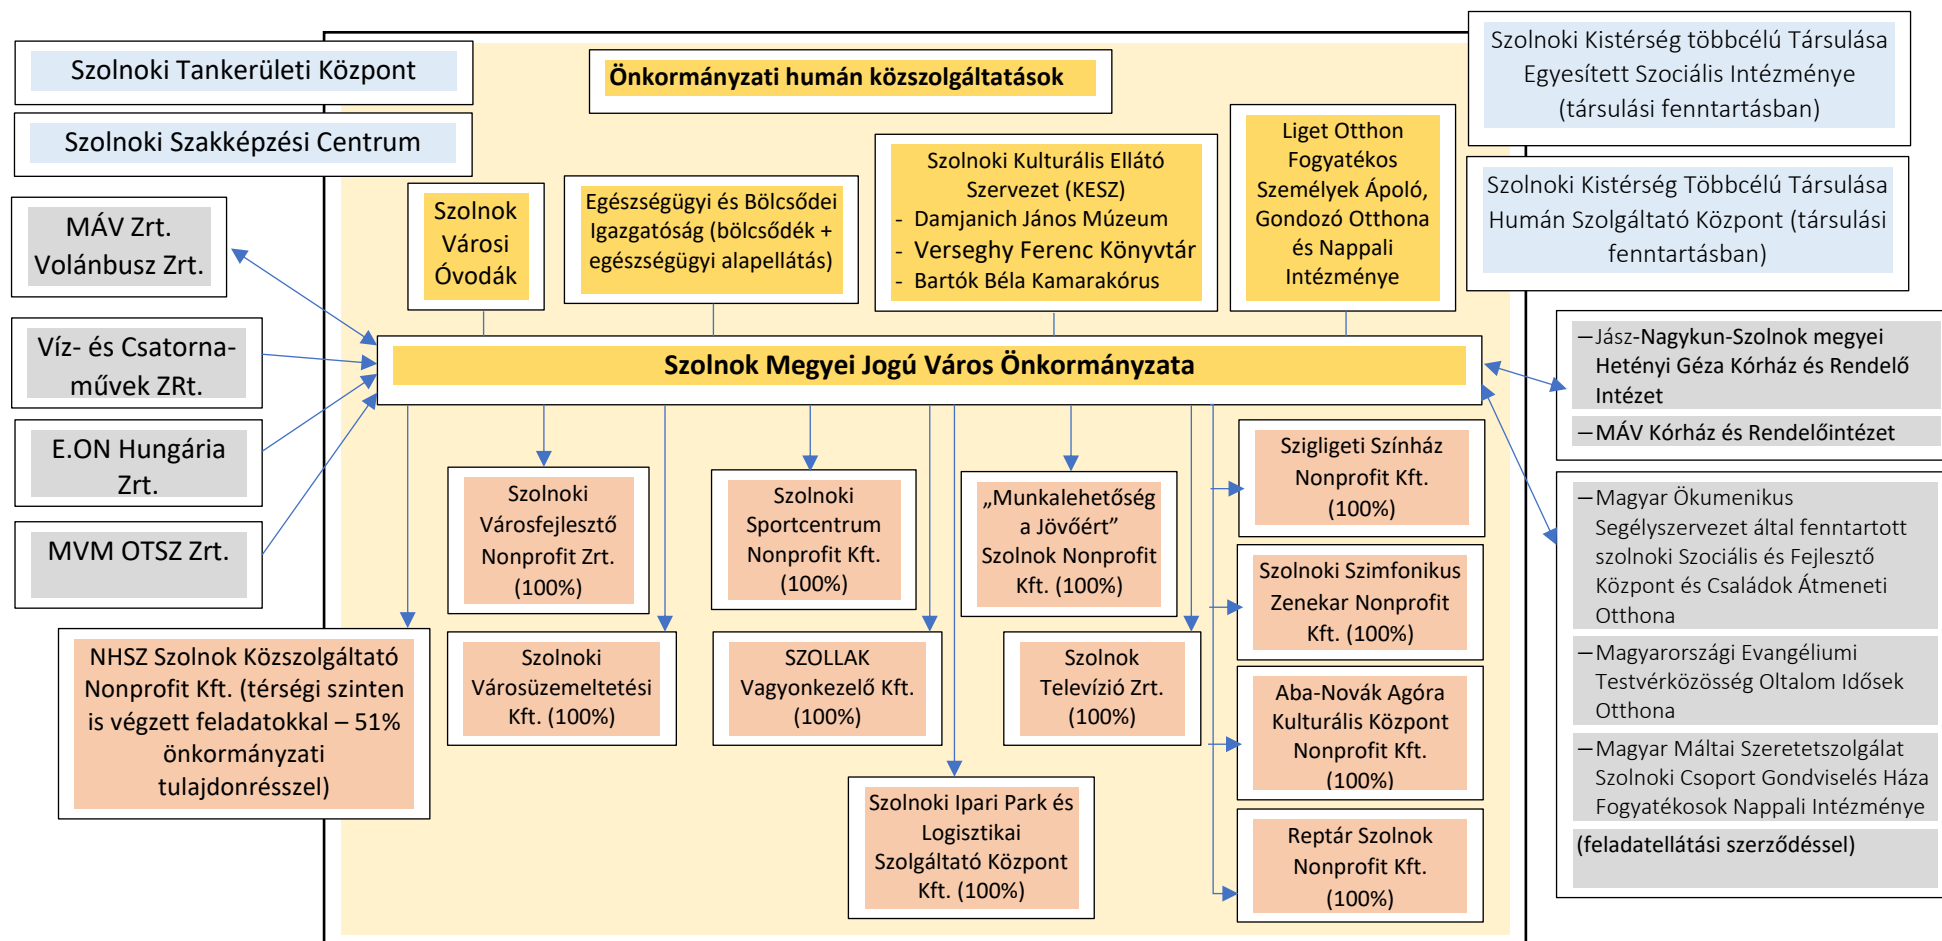 Szolnoki Tankerületi Központ
Szolnoki Szakképzési Centrum
Önkormányzati humán közszolgáltatások
Szolnoki Kistérség többcélú Társulása
Egyesített Szociális Intézménye
(társulási fenntartásban)
Szolnoki Kistérség Többcélú Társulása
Humán Szolgáltató Központ (társulási
fenntartásban)
Szolnok
Városi
Óvodák
Egészségügyi és Bölcsődei
Igazgatóság (bölcsődék +
egészségügyi alapellátás)
Szolnoki Kulturális Ellátó
Szervezet (KESZ)
- Damjanich János Múzeum
- Verseghy Ferenc Könyvtár
- Bartók Béla Kamarakórus
Liget Otthon
Fogyatékos
Személyek Ápoló,
Gondozó Otthona
és Nappali
Intézménye
MÁV Zrt.
Volánbusz Zrt.
Víz- és Csatorna-
művek ZRt.
E.ON Hungária
Zrt.
MVM OTSZ Zrt.
Szolnok Megyei Jogú Város Önkormányzata
– Jász-Nagykun-Szolnok megyei
Hetényi Géza Kórház és Rendelő
Intézet
– MÁV Kórház és Rendelőintézet
– Magyar Ökumenikus
Segélyszervezet által fenntartott
szolnoki Szociális és Fejlesztő
Központ és Családok Átmeneti
Otthona
– Magyarországi Evangéliumi
Testvérközösség Oltalom Idősek
Otthona
– Magyar Máltai Szeretetszolgálat
Szolnoki Csoport Gondviselés Háza
Fogyatékosok Nappali Intézménye
(feladatellátási szerződéssel)
Szolnoki
Városfejlesztő
Nonprofit Zrt.
(100%)
Szolnoki
Sportcentrum
Nonprofit Kft.
(100%)
„Munkalehetőség
a Jövőért”
Szolnok Nonprofit
Kft. (100%)
Szigligeti Színház
Nonprofit Kft.
(100%)
Szolnoki Szimfonikus
Zenekar Nonprofit
Kft. (100%)
NHSZ Szolnok Közszolgáltató
Nonprofit Kft. (térségi szinten
is végzett feladatokkal – 51%
önkormányzati
tulajdonrésszel)
Szolnoki
Városüzemeltetési
Kft. (100%)
SZOLLAK
Vagyonkezelő Kft.
(100%)
Szolnok
Televízió Zrt.
(100%)
Aba-Novák Agóra
Kulturális Központ
Nonprofit Kft.
(100%)
Szolnoki Ipari Park és
Logisztikai
Szolgáltató Központ
Kft. (100%)
Reptár Szolnok
Nonprofit Kft.
(100%)